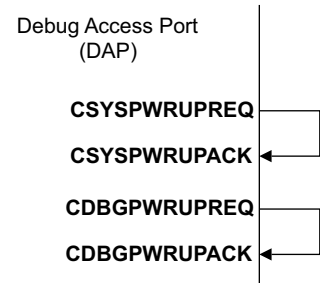 Debug Access Port
(DAP)
CSYSPWRUPREQ
CSYSPWRUPACK
CDBGPWRUPREQ
CDBGPWRUPACK